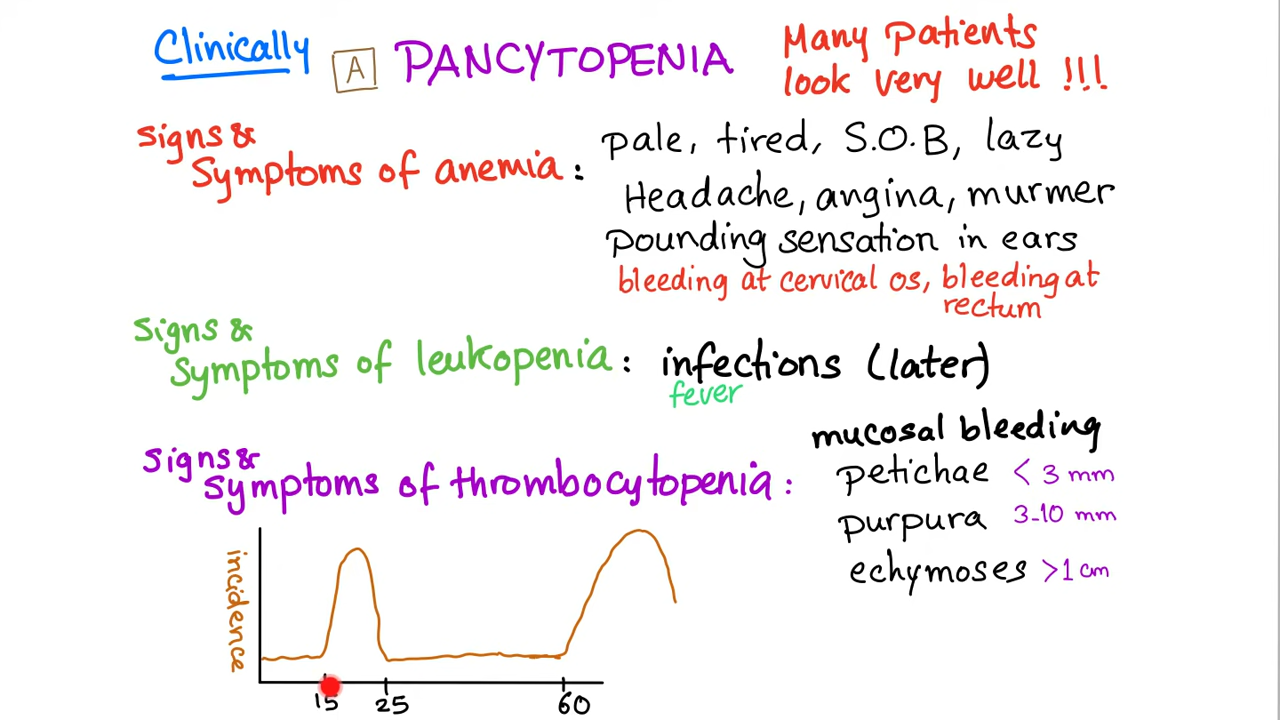 Clinically A PANCYTOPENIA
Many Patients
look very well !!!
Signs &
Symptoms of anemia :
pale, tired, S.O.B, lazy
Headache, angina, murmer
pounding sensation in ears
bleeding at cervical os, bleeding at
rectum
Signs &
Symptoms of leukopenia : infections (later)
fever
Signs &
Symptoms of thrombocytopenia :
mucosal bleeding
petichae < 3 mm
purpura 3-10 mm
echymoses >1 cm
incidence
15 25 60